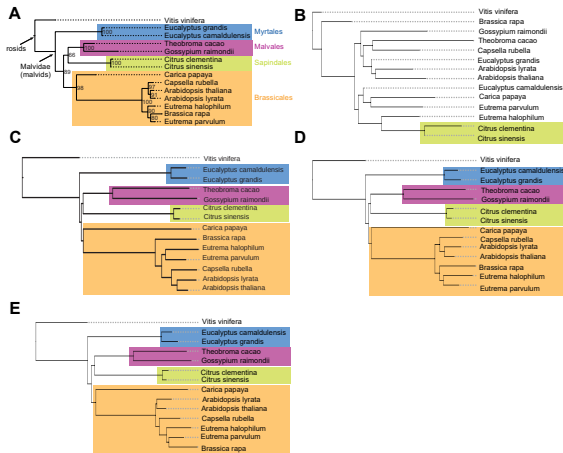 A
Vitis vinifera
rosids
Eucalyptus grandis
Eucalyptus camaldulensis
Myrtales
100
Malvidae
(malvids)
Theobroma cacao
Gossypium raimondii
Malvales
100
66
Citrus clementina
Citrus sinensis
Sapindales
100
69
Carica papaya
98
Capsella rubella
Arabidopsis thaliana
Arabidopsis lyrata
Brassicales
100
Eutrema halophilum
Brassica rapa
Eutrema parvulum
B
Vitis vinifera
Brassica rapa
Gossypium raimondii
Theobroma cacao
Capsella rubella
Eucalyptus grandis
Arabidopsis lyrata
Arabidopsis thaliana
Eucalyptus camaldulensis
Carica papaya
Eutrema parvulum
Eutrema halophilum
Citrus clementina
Citrus sinensis
C
Vitis vinifera
Eucalyptus camaldulensis
Eucalyptus grandis
Theobroma cacao
Gossypium raimondii
Citrus clementina
Citrus sinensis
Carica papaya
Brassica rapa
Eutrema halophilum
Eutrema parvulum
Capsella rubella
Arabidopsis lyrata
Arabidopsis thaliana
D
Vitis vinifera
Eucalyptus camaldulensis
Eucalyptus grandis
Theobroma cacao
Gossypium raimondii
Citrus clementina
Citrus sinensis
Carica papaya
Capsella rubella
Arabidopsis lyrata
Arabidopsis thaliana
Brassica rapa
Eutrema halophilum
Eutrema parvulum
E
Vitis vinifera
Eucalyptus camaldulensis
Eucalyptus grandis
Theobroma cacao
Gossypium raimondii
Citrus clementina
Citrus sinensis
Carica papaya
Arabidopsis lyrata
Arabidopsis thaliana
Capsella rubella
Eutrema halophilum
Eutrema parvulum
Brassica rapa